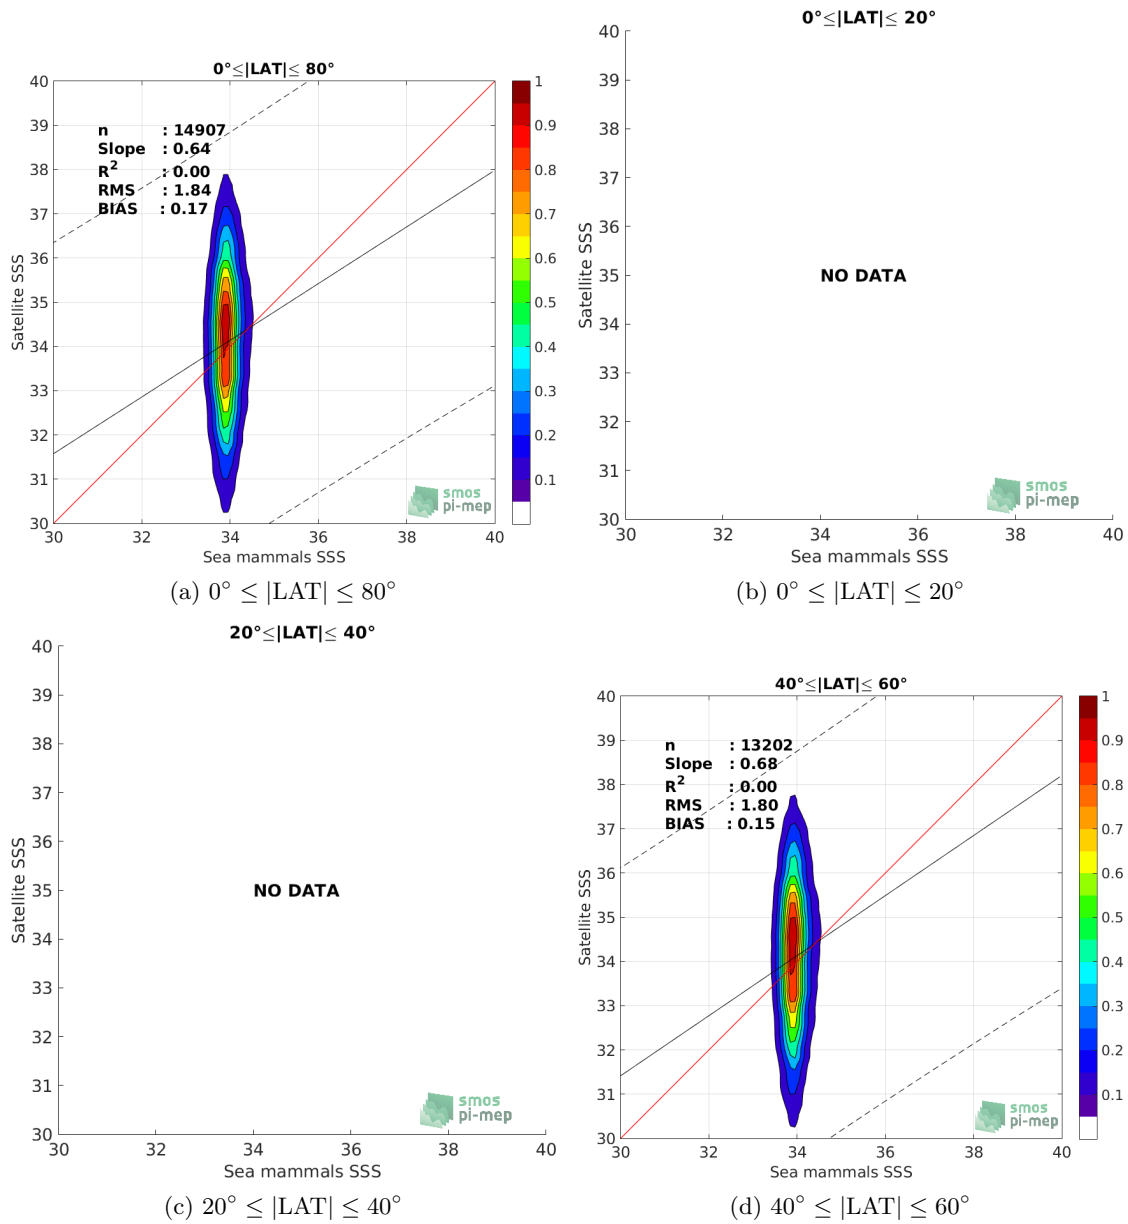 0°≤|LAT|≤ 80°
40
39
38
37
36
35
34
33
32
31
30
Satellite SSS
n : 14907
Slope : 0.64
R2 : 0.00
RMS : 1.84
BIAS : 0.17
smos
pi-mep
30 32 34 36 38 40
Sea mammals SSS
1
0.9
0.8
0.7
0.6
0.5
0.4
0.3
0.2
0.1
(a) 0° ≤ |LAT| ≤ 80°
0°≤|LAT|≤ 20°
40
39
38
37
36
35
34
33
32
31
30
Satellite SSS
NO DATA
smos
pi-mep
30 32 34 36 38 40
Sea mammals SSS
(b) 0° ≤ |LAT| ≤ 20°
20°≤|LAT|≤ 40°
40
39
38
37
36
35
34
33
32
31
30
Satellite SSS
NO DATA
smos
pi-mep
30 32 34 36 38 40
Sea mammals SSS
(c) 20° ≤ |LAT| ≤ 40°
40°≤|LAT|≤ 60°
40
39
38
37
36
35
34
33
32
31
30
Satellite SSS
n : 13202
Slope : 0.68
R2 : 0.00
RMS : 1.80
BIAS : 0.15
smos
pi-mep
30 32 34 36 38 40
Sea mammals SSS
1
0.9
0.8
0.7
0.6
0.5
0.4
0.3
0.2
0.1
(d) 40° ≤ |LAT| ≤ 60°